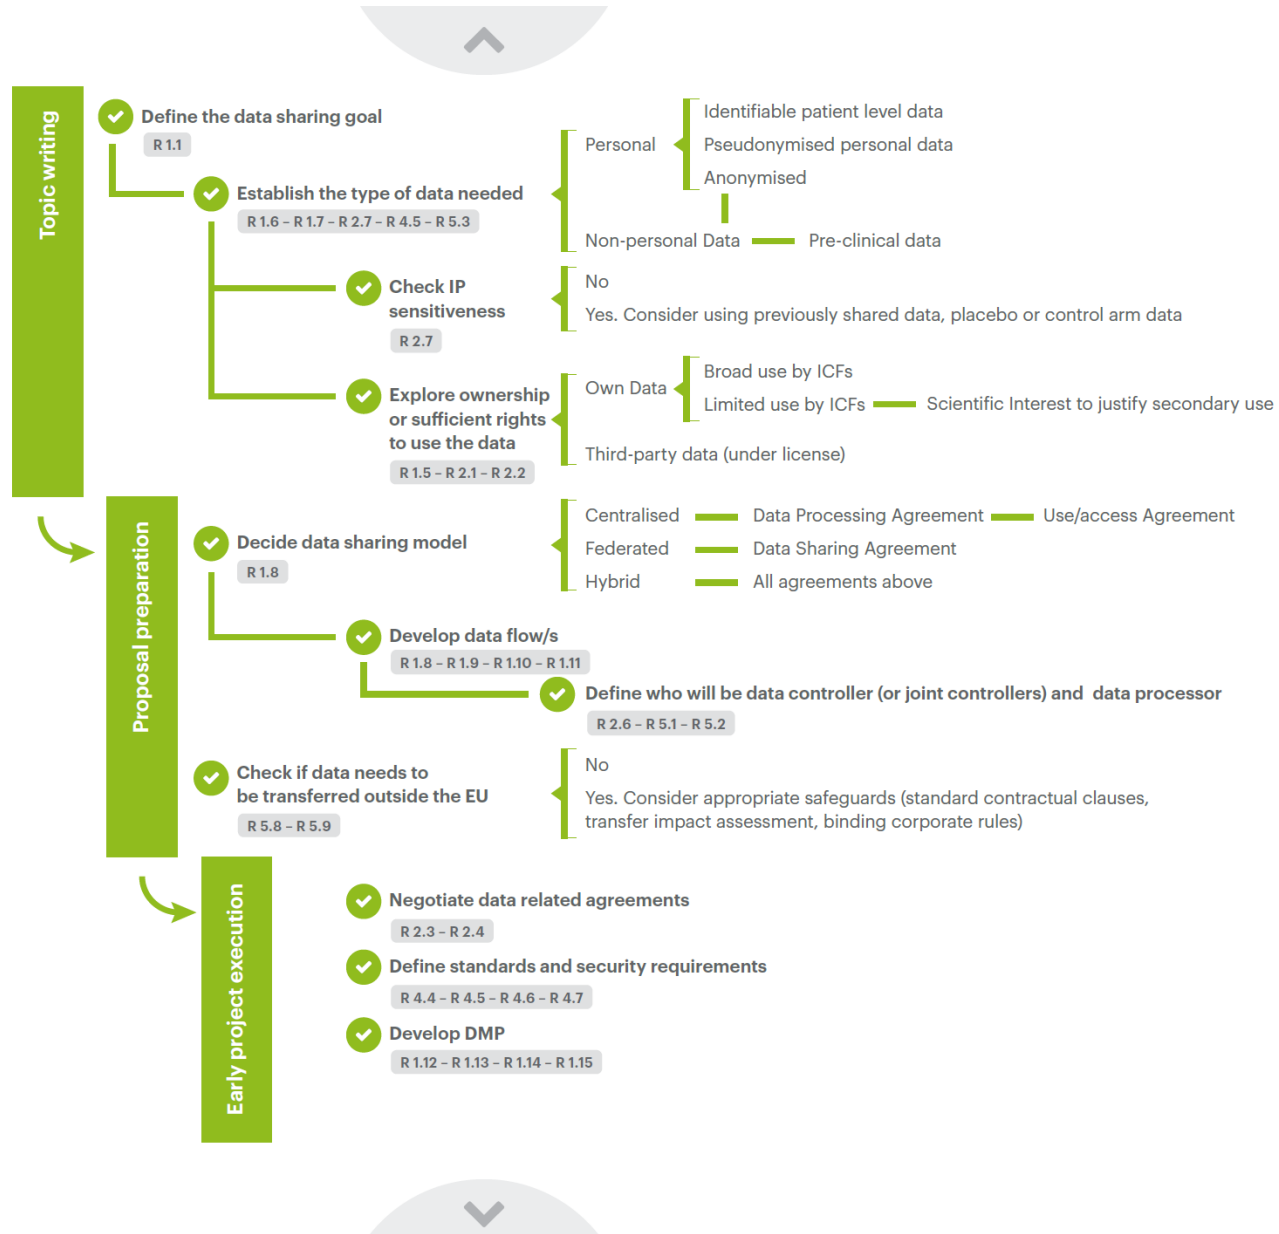 Topic writing
Define the data sharing goal
R 1.1
Establish the type of data needed
R 1.6 – R 1.7 – R 2.7 – R 4.5 – R 5.3
Personal
Identifiable patient level data
Pseudonymised personal data
Anonymised
Non-personal Data
Pre-clinical data
Check IP
sensitiveness
R 2.7
No
Yes. Consider using previously shared data, placebo or control arm data
Explore ownership
or sufficient rights
to use the data
R 1.5 – R 2.1 – R 2.2
Own Data
Broad use by ICFs
Limited use by ICFs
Scientific Interest to justify secondary use
Third-party data (under license)
Proposal preparation
Decide data sharing model
R 1.8
Centralised
Data Processing Agreement
Use/access Agreement
Federated
Data Sharing Agreement
Hybrid
All agreements above
Develop data flow/s
R 1.8 – R 1.9 – R 1.10 – R 1.11
Define who will be data controller (or joint controllers) and data processor
R 2.6 – R 5.1 – R 5.2
Check if data needs to
be transferred outside the EU
R 5.8 – R 5.9
No
Yes. Consider appropriate safeguards (standard contractual clauses,
transfer impact assessment, binding corporate rules)
Early project execution
Negotiate data related agreements
R 2.3 – R 2.4
Define standards and security requirements
R 4.4 – R 4.5 – R 4.6 – R 4.7
Develop DMP
R 1.12 – R 1.13 – R 1.14 – R 1.15